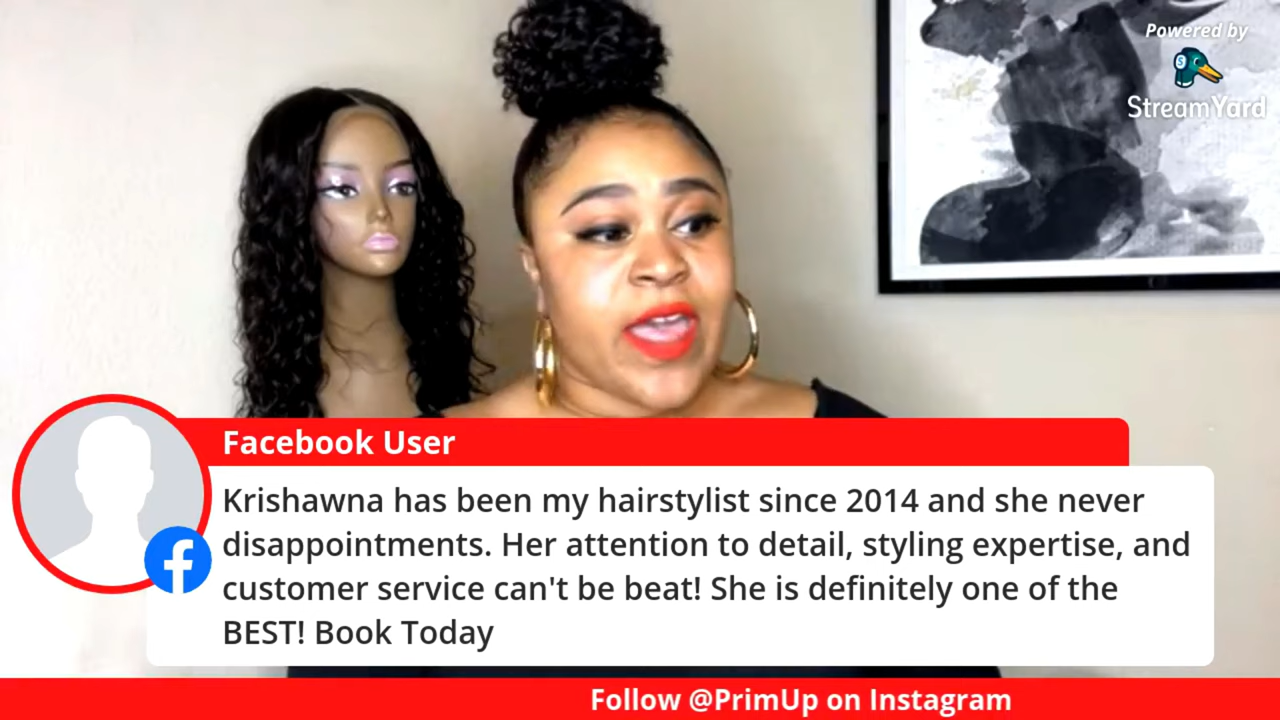 Powered by
StreamYard
Facebook User
Krishawna has been my hairstylist since 2014 and she never
disappointments. Her attention to detail, styling expertise, and
customer service can't be beat! She is definitely one of the
BEST! Book Today
Follow @PrimUp on Instagram